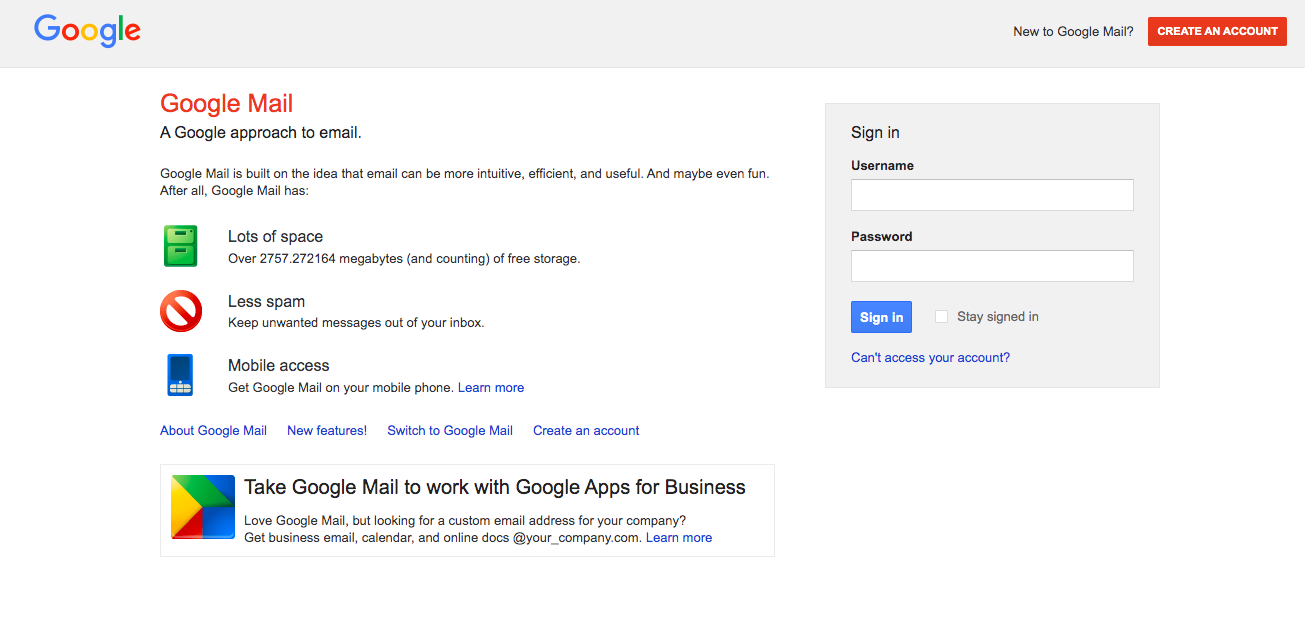 Google
New to Google Mail? CREATE AN ACCOUNT
Google Mail
A Google approach to email.
Google Mail is built on the idea that email can be more intuitive, efficient, and useful. And maybe even fun.
After all, Google Mail has:
Lots of space
Over 2757.272164 megabytes (and counting) of free storage.
Less spam
Keep unwanted messages out of your inbox.
Mobile access
Get Google Mail on your mobile phone. Learn more
About Google Mail New features! Switch to Google Mail Create an account
Take Google Mail to work with Google Apps for Business
Love Google Mail, but looking for a custom email address for your company?
Get business email, calendar, and online docs @your_company.com. Learn more
Sign in
Username
Password
Sign in Stay signed in
Can't access your account?